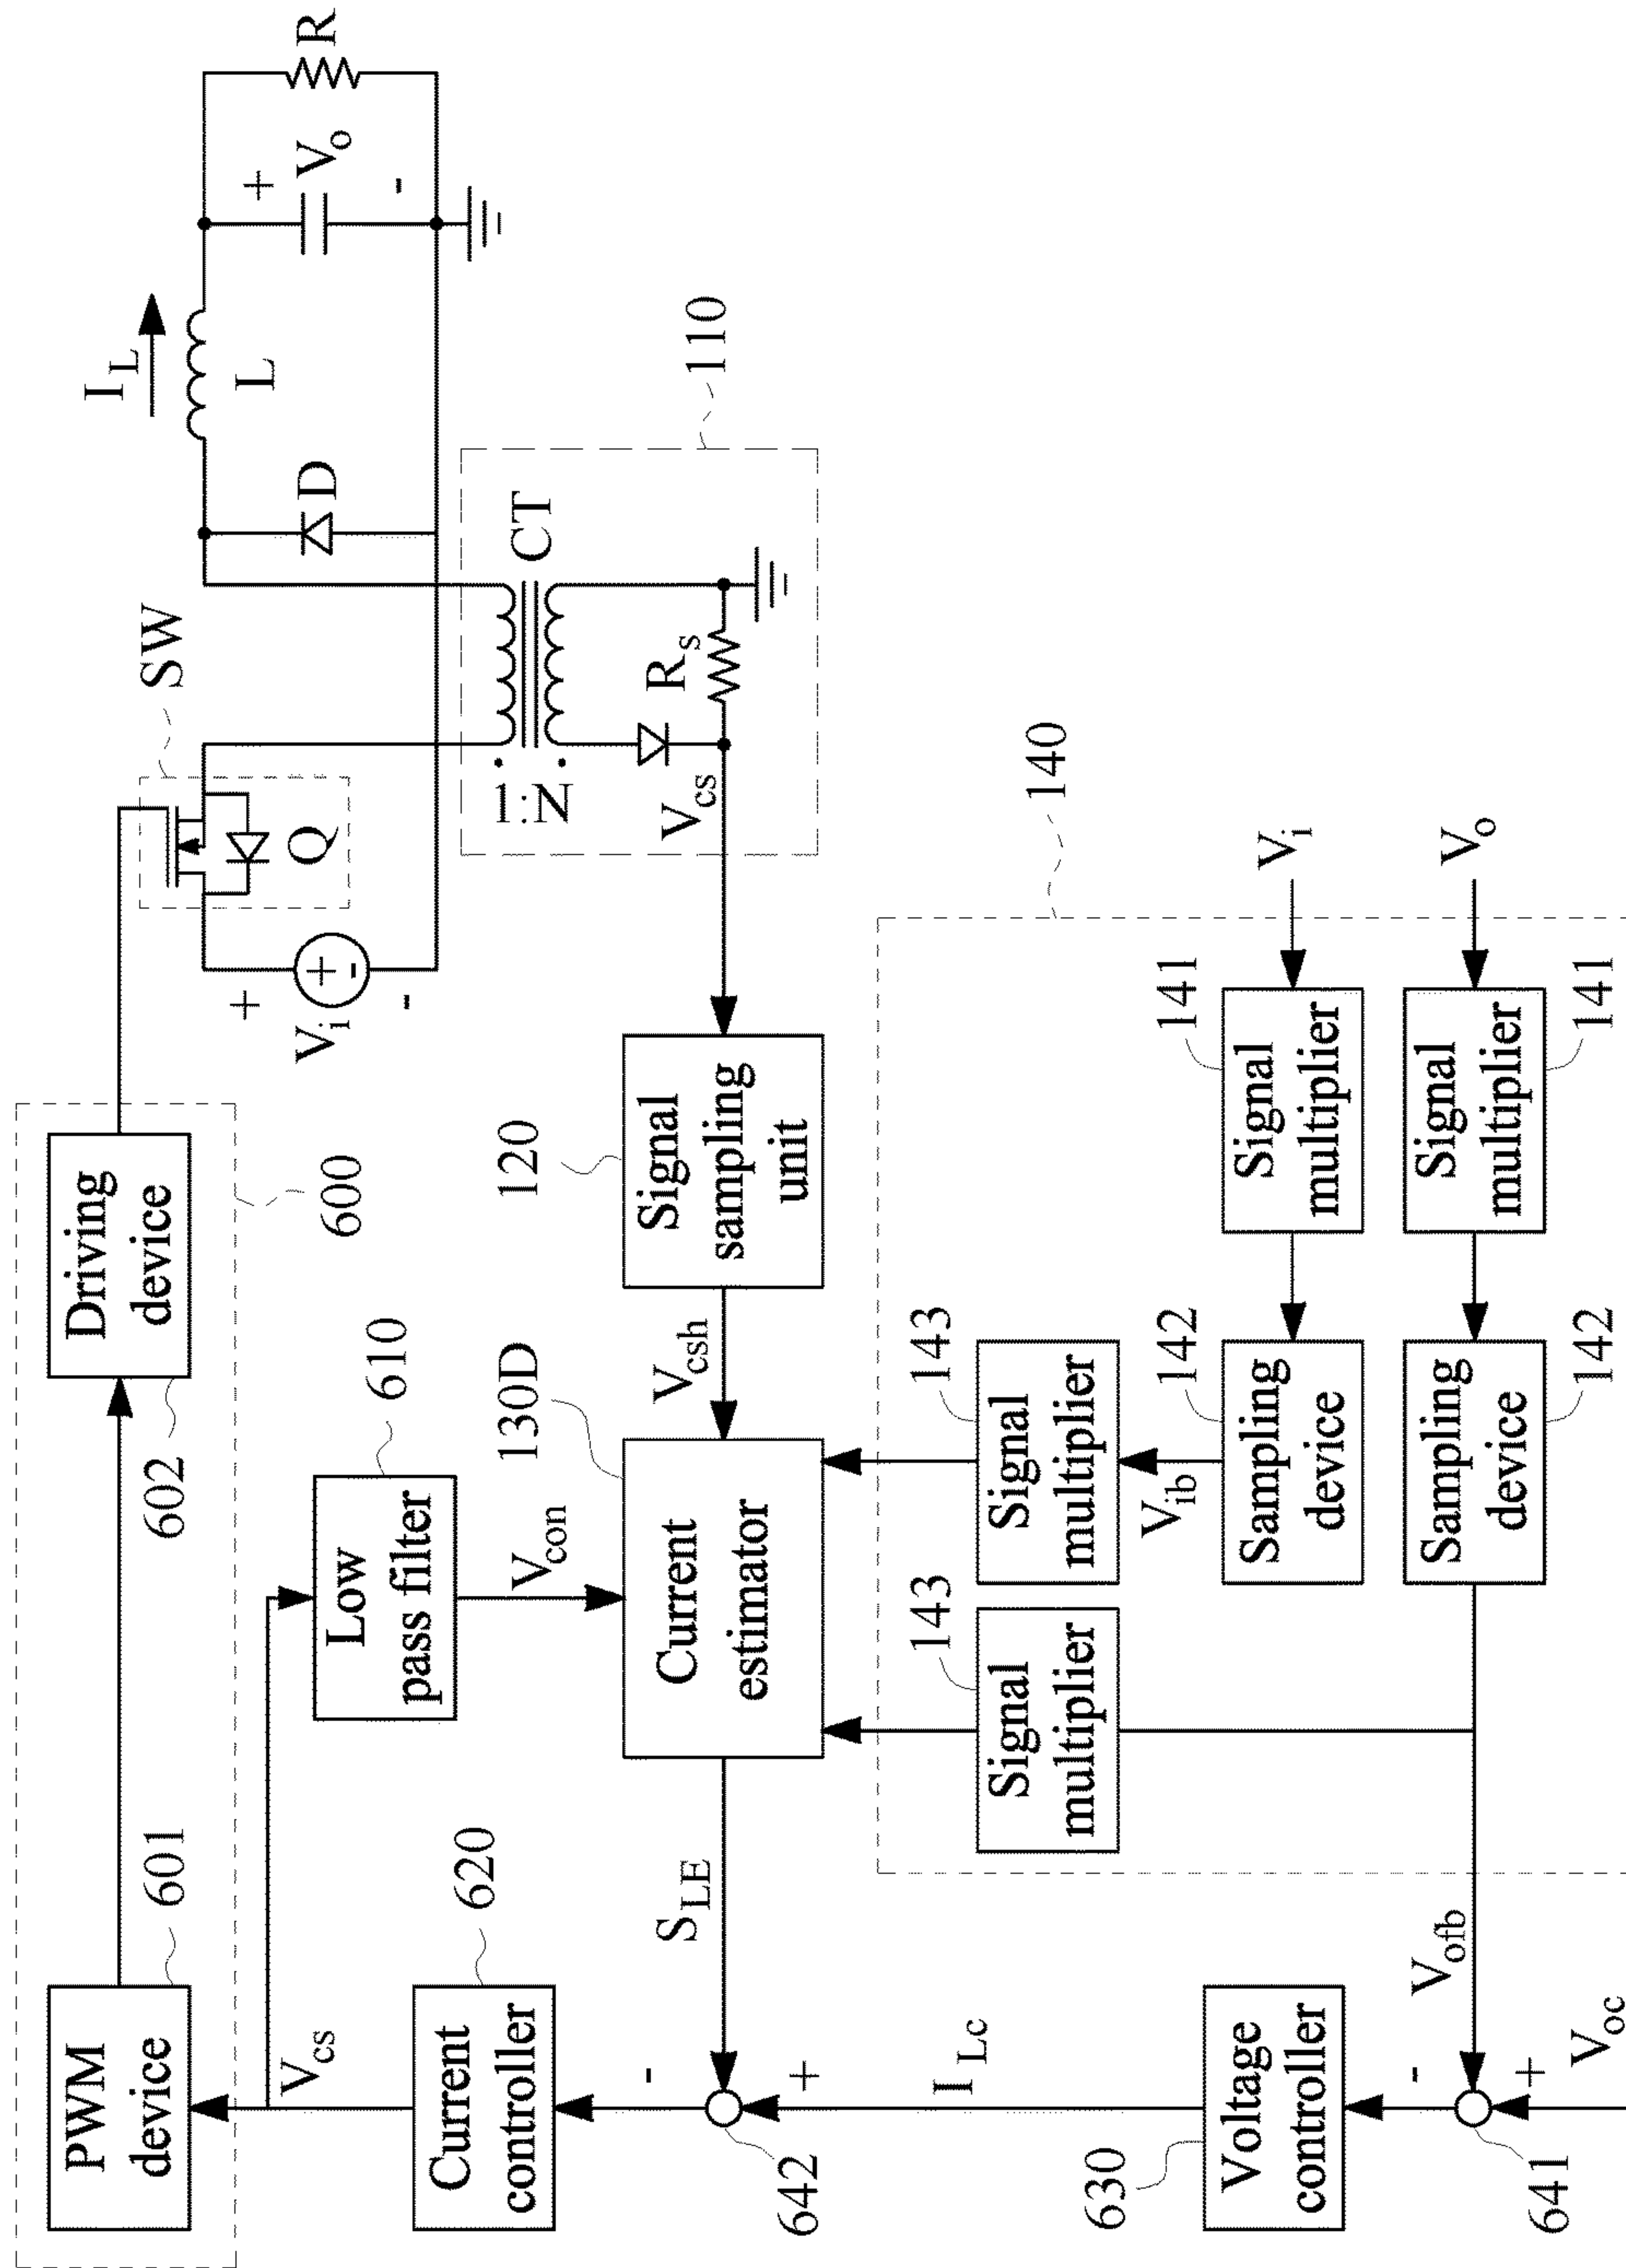 PWM
device
601
Driving
device
602
600
SW
Q
V_i
+
-
+
-
I_L
L
D
+
V_o
-
R
V_cs
Low
pass filter
610
V_con
Current
controller
620
-
S_LE
642
+
Current
estimator
130D
V_csh
Signal
sampling
unit
120
V_cs
1:N
CT
R_s
110
I_Lc
Signal
multiplier
143
Signal
multiplier
143
V_ib
140
Sampling
device
142
Signal
multiplier
141
V_i
Voltage
controller
630
-
V_ofb
Sampling
device
142
Signal
multiplier
141
V_o
641
+
V_oc